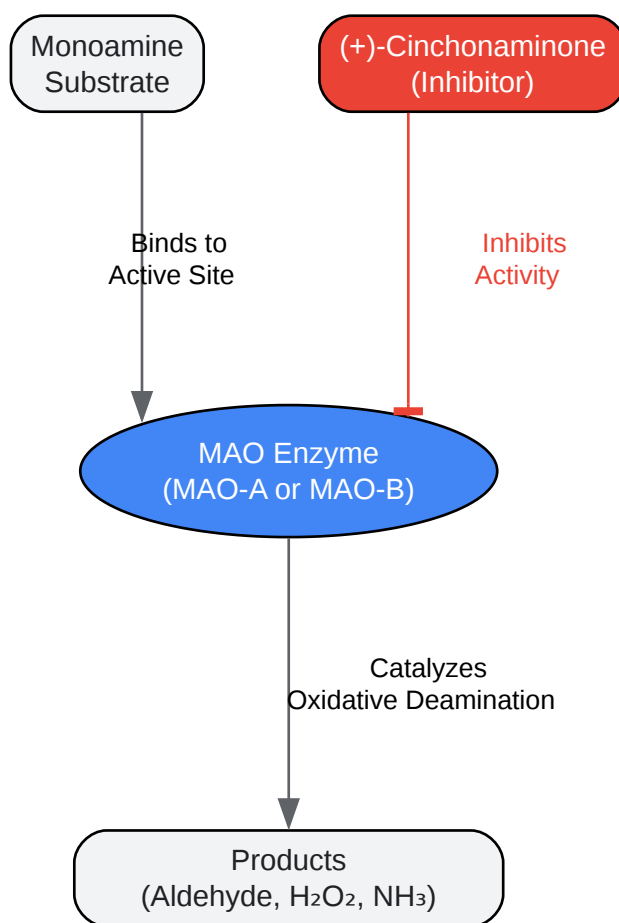 Monoamine
Substrate
(+)-Cinchonaminone
(Inhibitor)
Binds to
Active Site
Inhibits
Activity
MAO Enzyme
(MAO-A or MAO-B)
Catalyzes
Oxidative Deamination
Products
(Aldehyde, H₂O₂, NH₃)